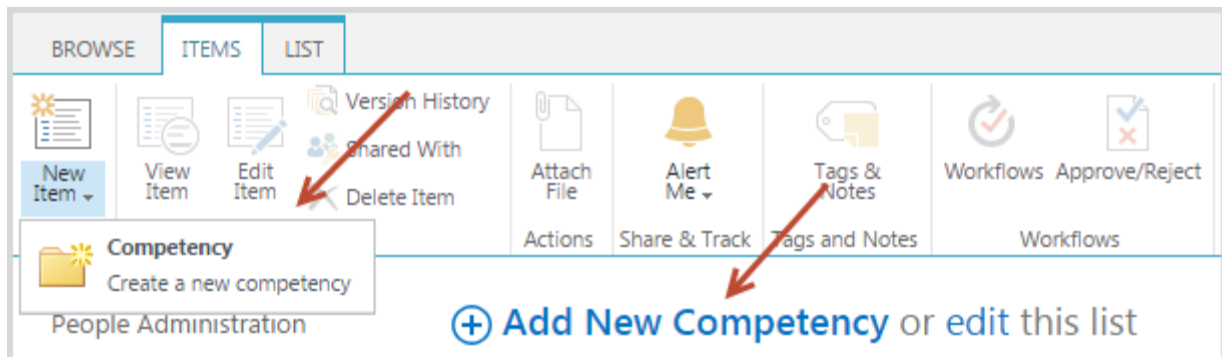 BROWSE ITEMS LIST
New Item
View Item
Edit Item
Version History
Shared With
Delete Item
Attach File
Alert Me
Tags & Notes
Workflows
Approve/Reject
Actions
Share & Track
Tags and Notes
Workflows
Competency
Create a new competency
People Administration
Add New Competency or edit this list